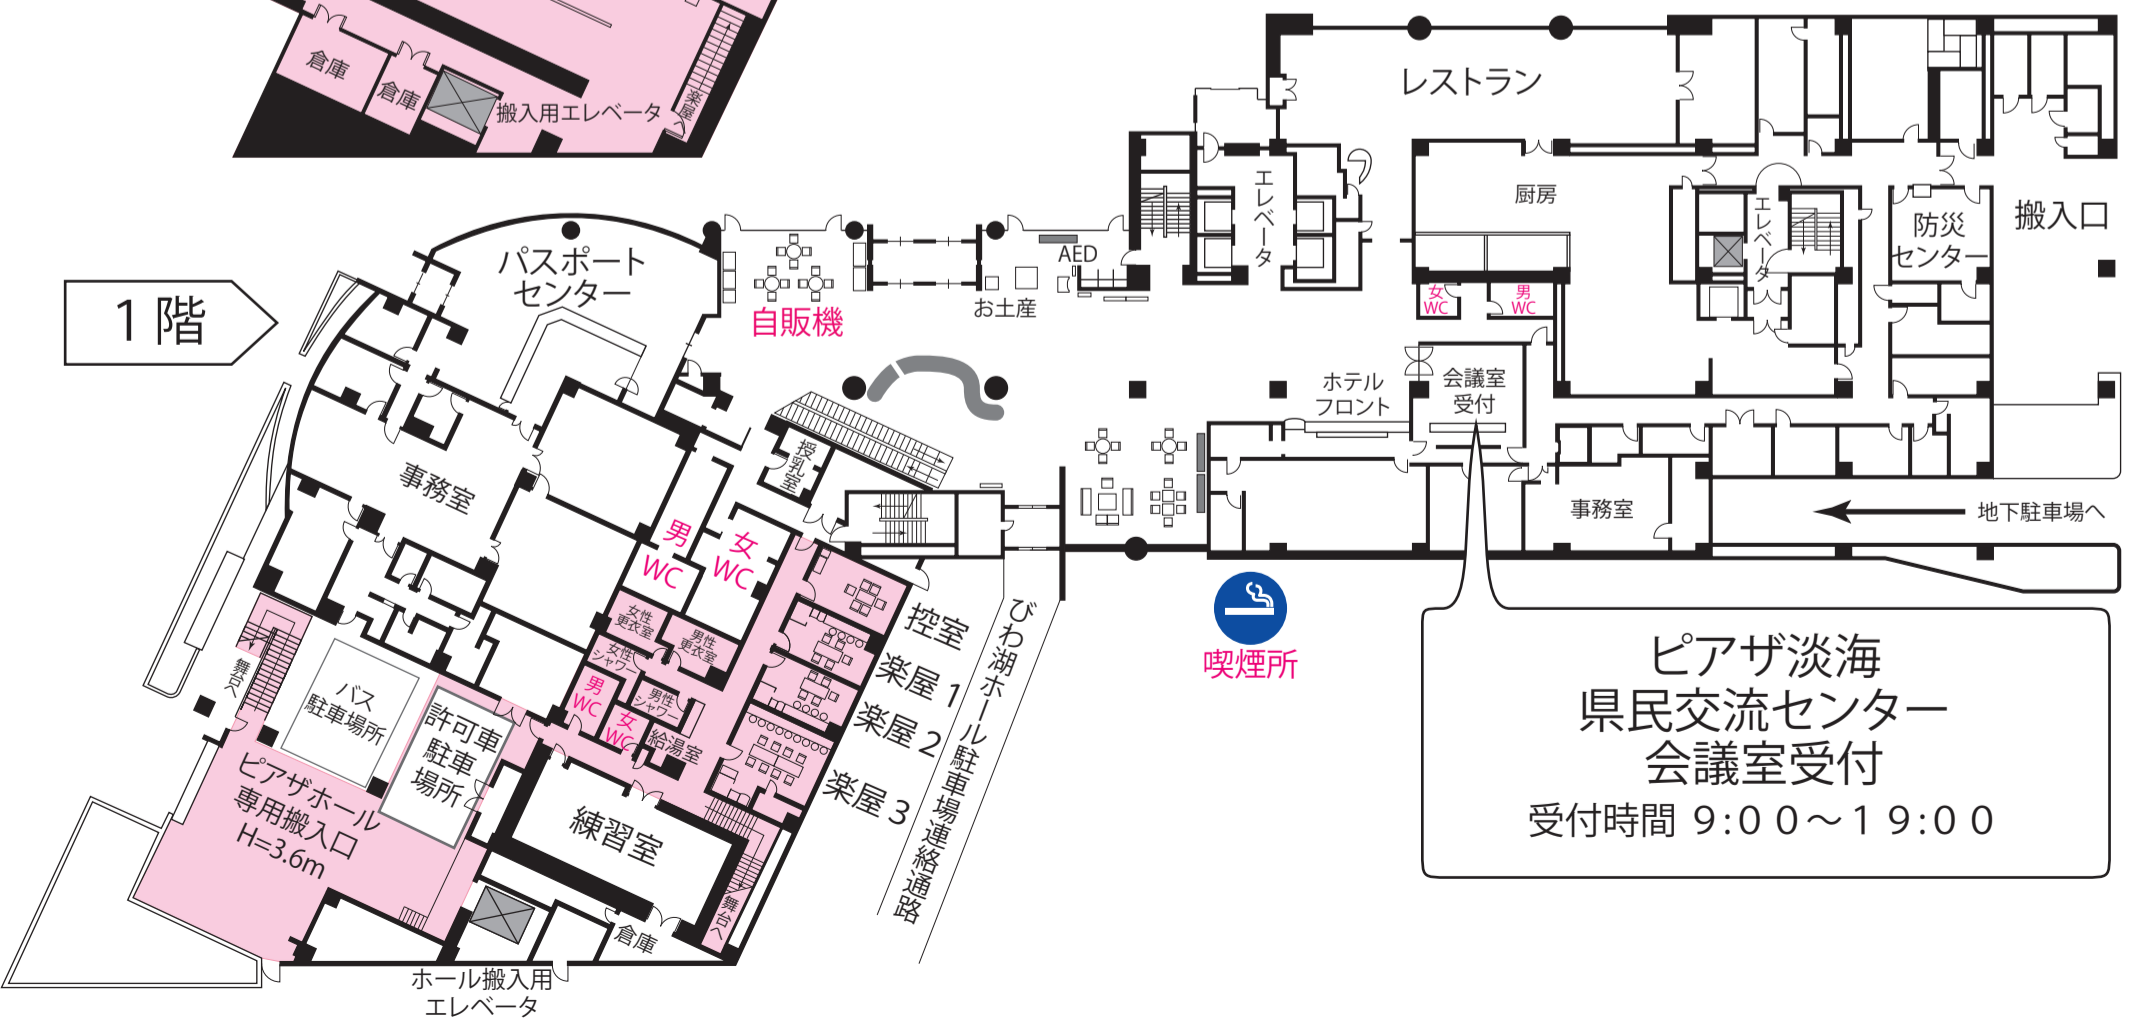 倉庫
倉庫
搬入用エレベータ
楽屋へ
1階
レストラン
厨房
エレベータ
エレベータ
防災
センター
搬入口
パスポート
センター
自販機
AED
お土産
女
WC
男
WC
ホテル
フロント
会議室
受付
事務室
授乳室
男
WC
女
WC
事務室
地下駐車場へ
喫煙所
びわ湖ホール駐車場連絡通路
控室
楽屋1
楽屋2
楽屋3
女性
更衣室
男性
更衣室
女性
シャワー
男性
シャワー
男
WC
女
WC
給湯室
舞台へ
バス
駐車場所
許可車
駐車
場所
ピアザホール
専用搬入口
H=3.6m
練習室
舞台へ
倉庫
ホール搬入用
エレベータ
ピアザ淡海
県民交流センター
会議室受付
受付時間 9:00〜19:00